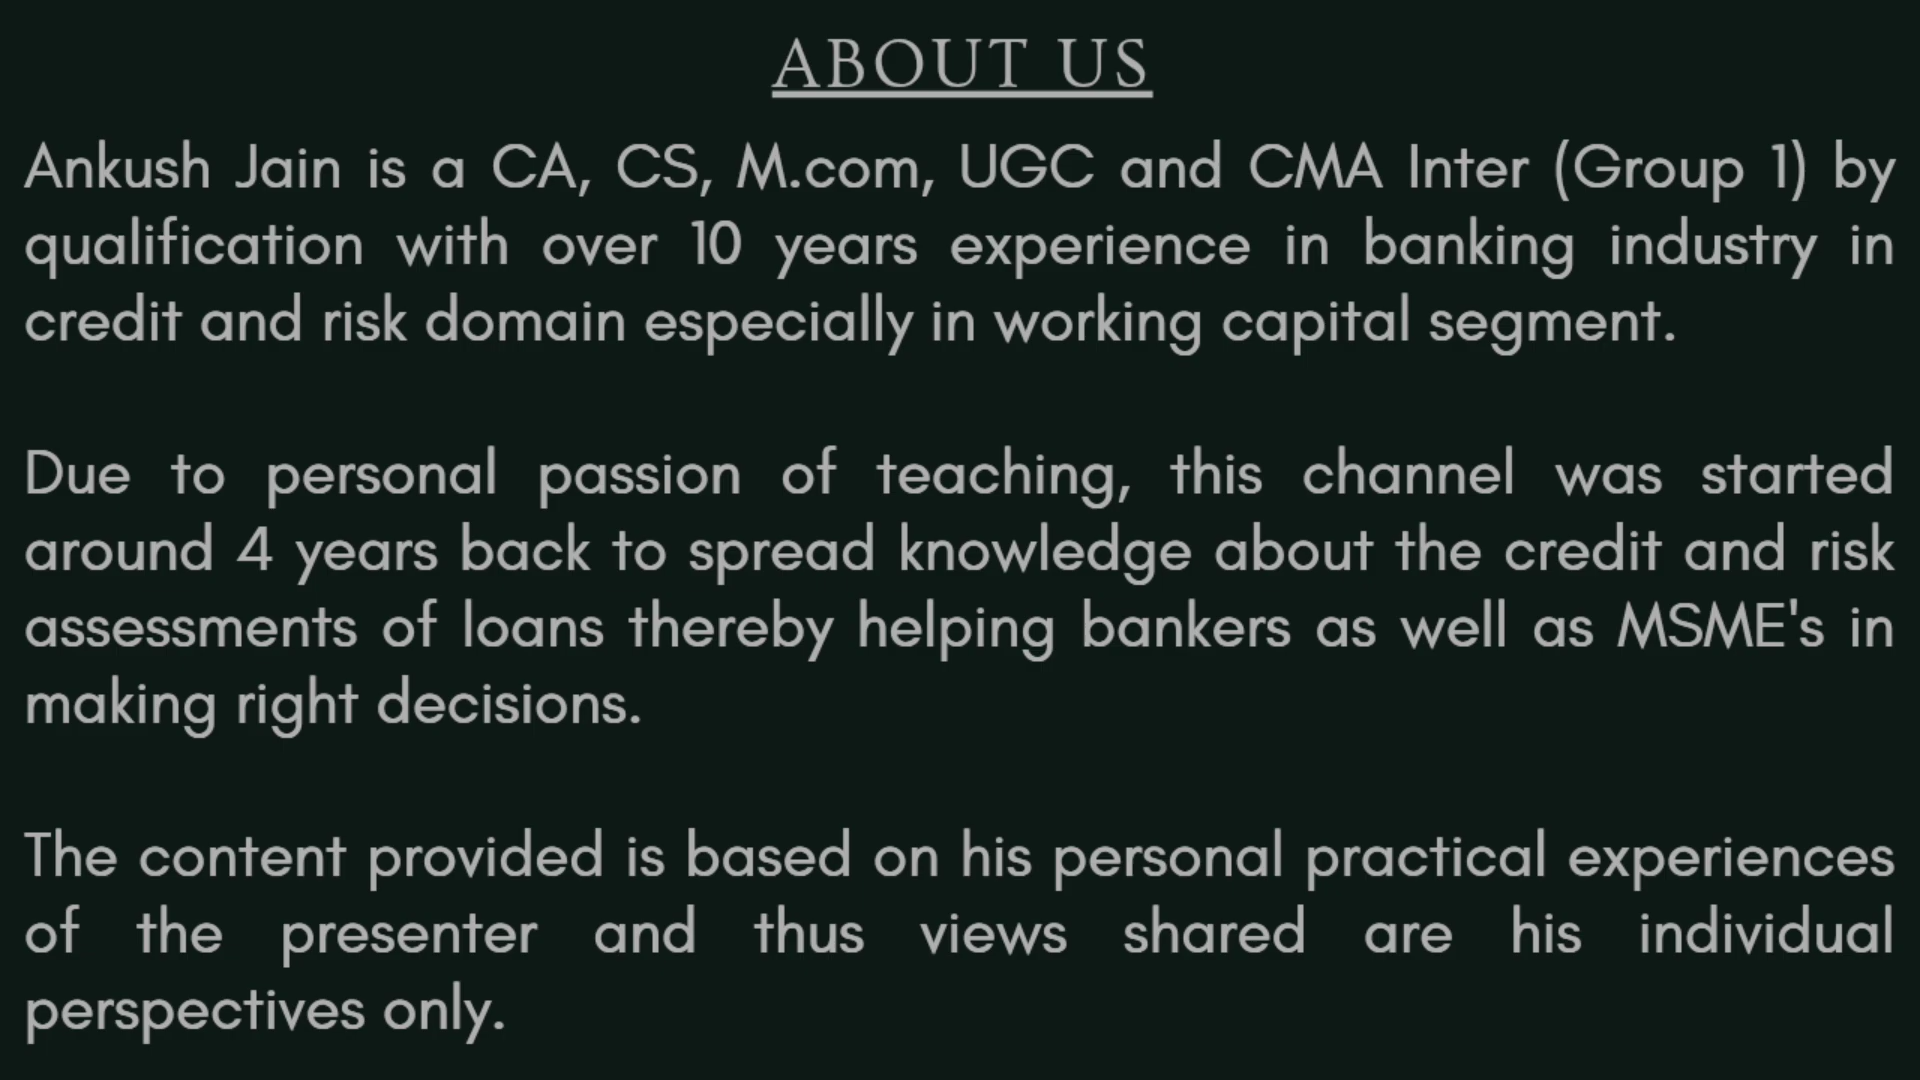 ABOUT US
Ankush Jain is a CA, CS, M.com, UGC and CMA Inter (Group 1) by
qualification with over 10 years experience in banking industry in
credit and risk domain especially in working capital segment.
Due to personal passion of teaching, this channel was started
around 4 years back to spread knowledge about the credit and risk
assessments of loans thereby helping bankers as well as MSME's in
making right decisions.
The content provided is based on his personal practical experiences
of the presenter and thus views shared are his individual
perspectives only.